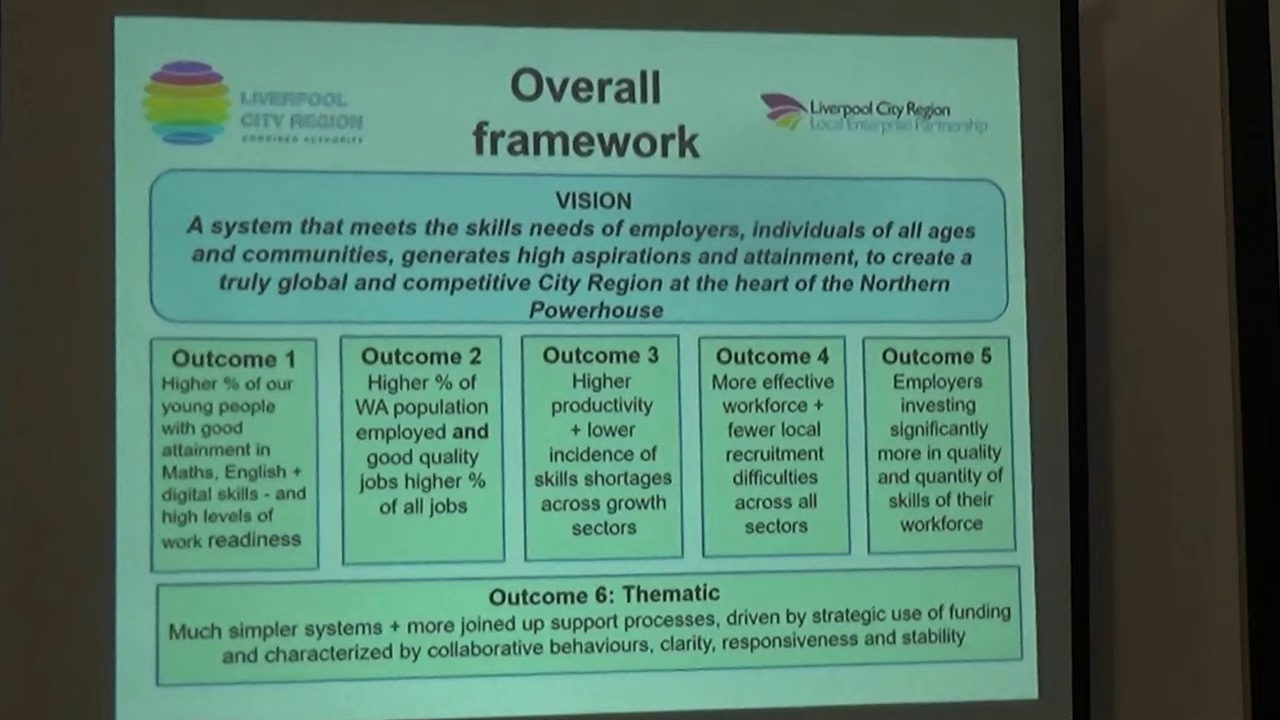 Overall
framework
LIVERPOOL
CITY REGION
COMBINED AUTHORITY
Liverpool City Region
Local Enterprise Partnership
VISION
A system that meets the skills needs of employers, individuals of all ages
and communities, generates high aspirations and attainment, to create a
truly global and competitive City Region at the heart of the Northern
Powerhouse
Outcome 1
Higher % of our
young people
with good
attainment in
Maths, English +
digital skills - and
high levels of
work readiness
Outcome 2
Higher % of
WA population
employed and
good quality
jobs higher %
of all jobs
Outcome 3
Higher
productivity
+ lower
incidence of
skills shortages
across growth
sectors
Outcome 4
More effective
workforce +
fewer local
recruitment
difficulties
across all
sectors
Outcome 5
Employers
investing
significantly
more in quality
and quantity of
skills of their
workforce
Outcome 6: Thematic
Much simpler systems + more joined up support processes, driven by strategic use of funding
and characterized by collaborative behaviours, clarity, responsiveness and stability